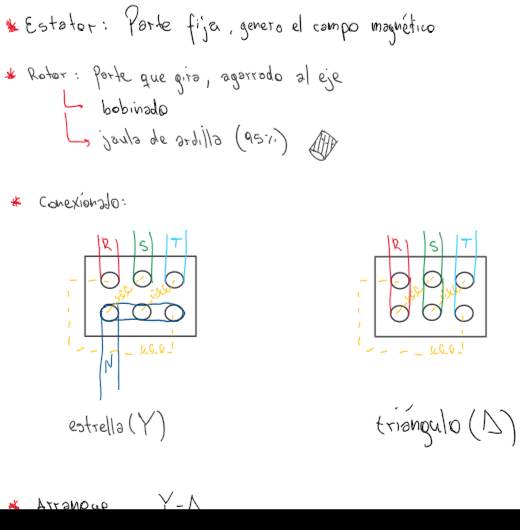 * Estator: Parte fija, genera el campo magnético
* Rotor: Parte que gira, agarrado al eje
bobinado
jaula de ardilla (95%)
* Conexionado:
R S T R S T
N
estrella (Y) triángulo (Δ)
* Arranque Y-Δ